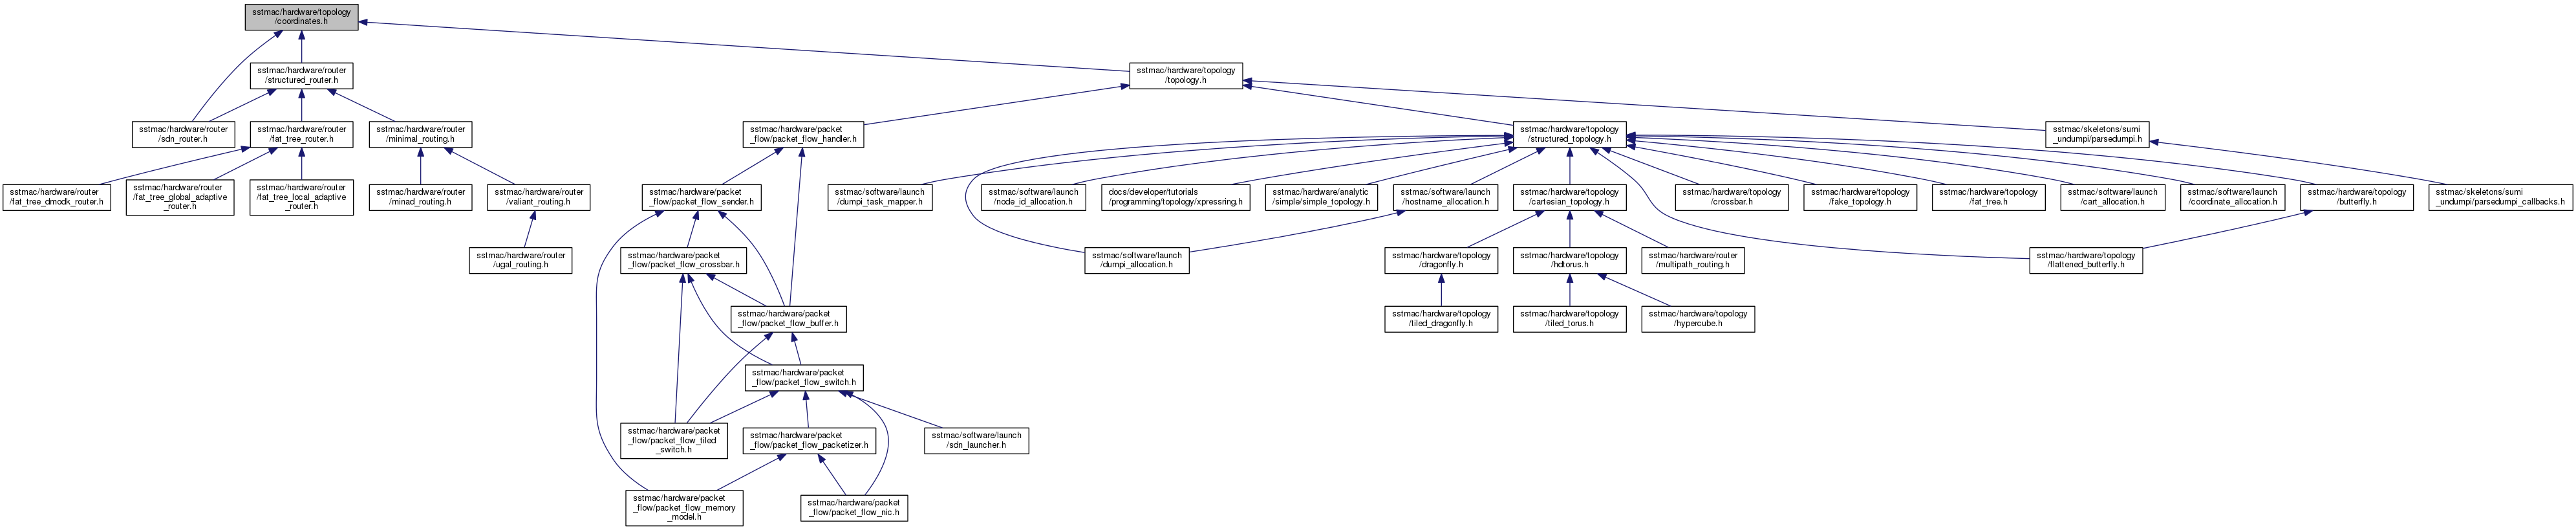 sstmac/hardware/topology
/coordinates.h
sstmac/hardware/router
/structured_router.h
sstmac/hardware/topology
/topology.h
sstmac/hardware/router
/sdn_router.h
sstmac/hardware/router
/fat_tree_router.h
sstmac/hardware/router
/minimal_routing.h
sstmac/hardware/packet
_flow/packet_flow_handler.h
sstmac/hardware/topology
/structured_topology.h
sstmac/skeletons/sumi
_undumpi/parsedumpi.h
sstmac/hardware/router
/fat_tree_dmodk_router.h
sstmac/hardware/router
/fat_tree_global_adaptive
_router.h
sstmac/hardware/router
/fat_tree_local_adaptive
_router.h
sstmac/hardware/router
/minad_routing.h
sstmac/hardware/router
/valiant_routing.h
sstmac/hardware/packet
_flow/packet_flow_sender.h
sstmac/software/launch
/dumpi_task_mapper.h
sstmac/software/launch
/node_id_allocation.h
docs/developer/tutorials
/programming/topology/xpressring.h
sstmac/hardware/analytic
/simple/simple_topology.h
sstmac/software/launch
/hostname_allocation.h
sstmac/hardware/topology
/cartesian_topology.h
sstmac/hardware/topology
/crossbar.h
sstmac/hardware/topology
/fake_topology.h
sstmac/hardware/topology
/fat_tree.h
sstmac/software/launch
/cart_allocation.h
sstmac/software/launch
/coordinate_allocation.h
sstmac/hardware/topology
/butterfly.h
sstmac/skeletons/sumi
_undumpi/parsedumpi_callbacks.h
sstmac/hardware/router
/ugal_routing.h
sstmac/hardware/packet
_flow/packet_flow_crossbar.h
sstmac/software/launch
/dumpi_allocation.h
sstmac/hardware/topology
/dragonfly.h
sstmac/hardware/topology
/hdtorus.h
sstmac/hardware/router
/multipath_routing.h
sstmac/hardware/topology
/flattened_butterfly.h
sstmac/hardware/packet
_flow/packet_flow_buffer.h
sstmac/hardware/topology
/tiled_dragonfly.h
sstmac/hardware/topology
/tiled_torus.h
sstmac/hardware/topology
/hypercube.h
sstmac/hardware/packet
_flow/packet_flow_switch.h
sstmac/hardware/packet
_flow/packet_flow_tiled
_switch.h
sstmac/hardware/packet
_flow/packet_flow_packetizer.h
sstmac/software/launch
/sdn_launcher.h
sstmac/hardware/packet
_flow/packet_flow_memory
_model.h
sstmac/hardware/packet
_flow/packet_flow_nic.h